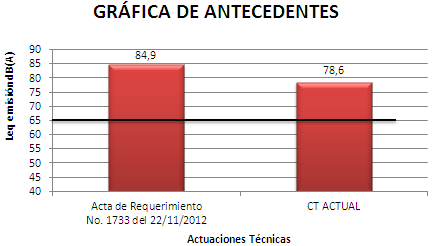 GRÁFICA DE ANTECEDENTES
Leq emisión dB(A)
90
85
80
75
70
65
60
55
50
45
40
84,9
78,6
Acta de Requerimiento
No. 1733 del 22/11/2012
CT ACTUAL
Actuaciones Técnicas